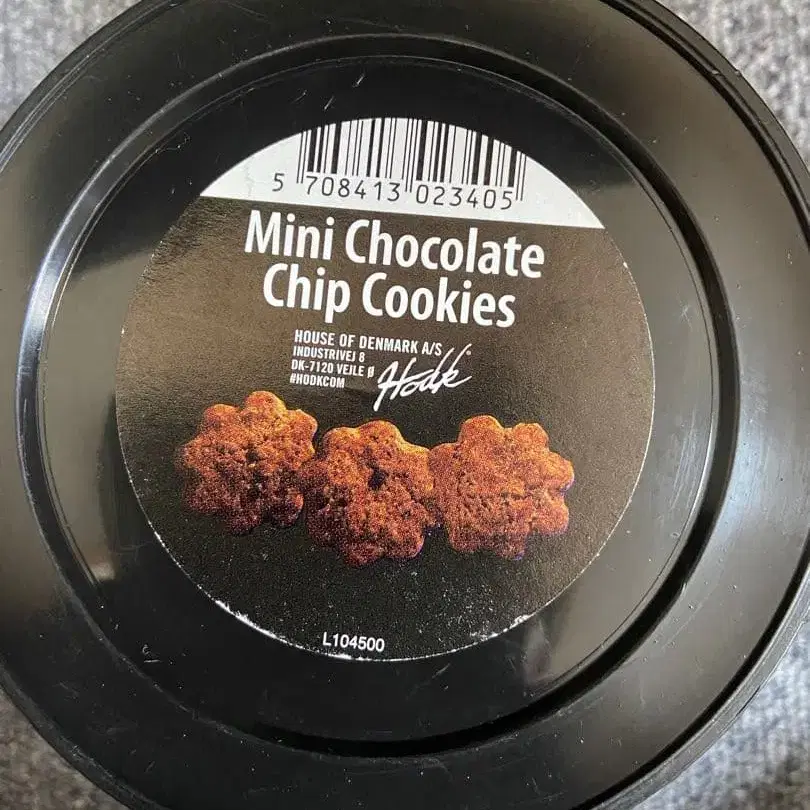 5 708413 023405
Mini Chocolate
Chip Cookies
HOUSE OF DENMARK A/S
INDUSTRIVEJ 8
DK-7120 VEJLE Ø
#HODKCOM
Hodk®
L104500